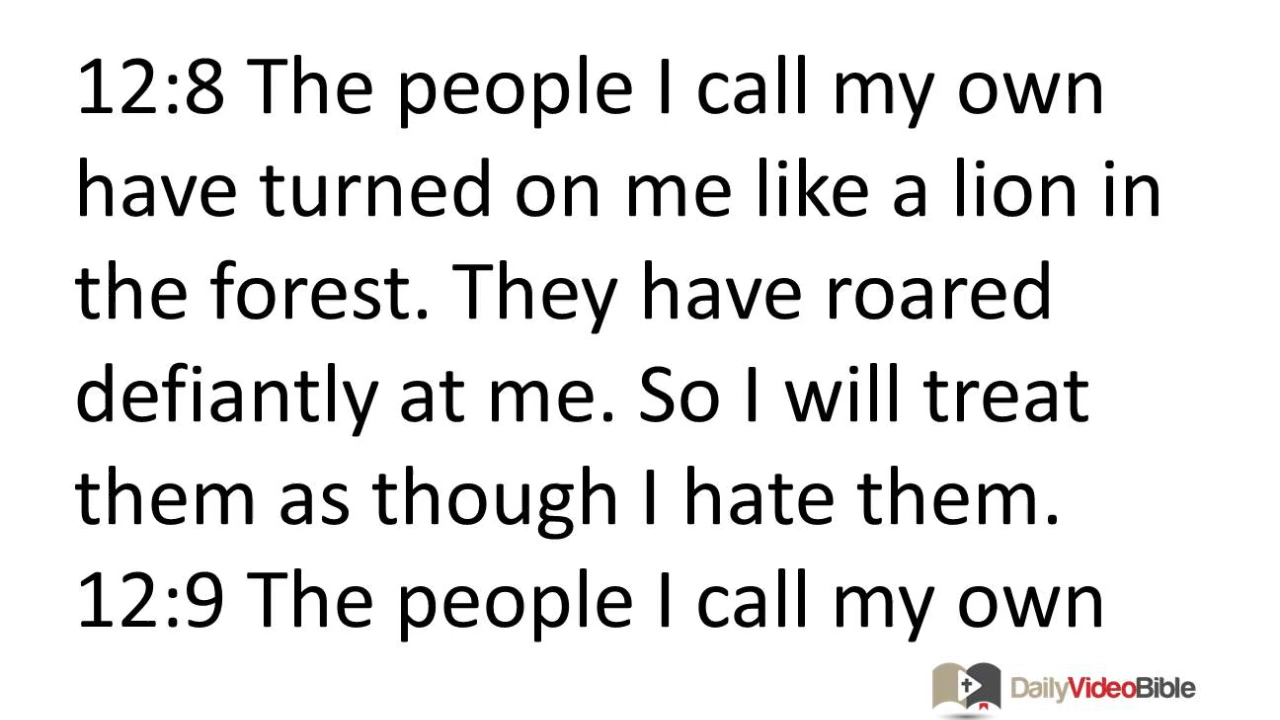 12:8 The people I call my own
have turned on me like a lion in
the forest. They have roared
defiantly at me. So I will treat
them as though I hate them.
12:9 The people I call my own
DailyVideoBible